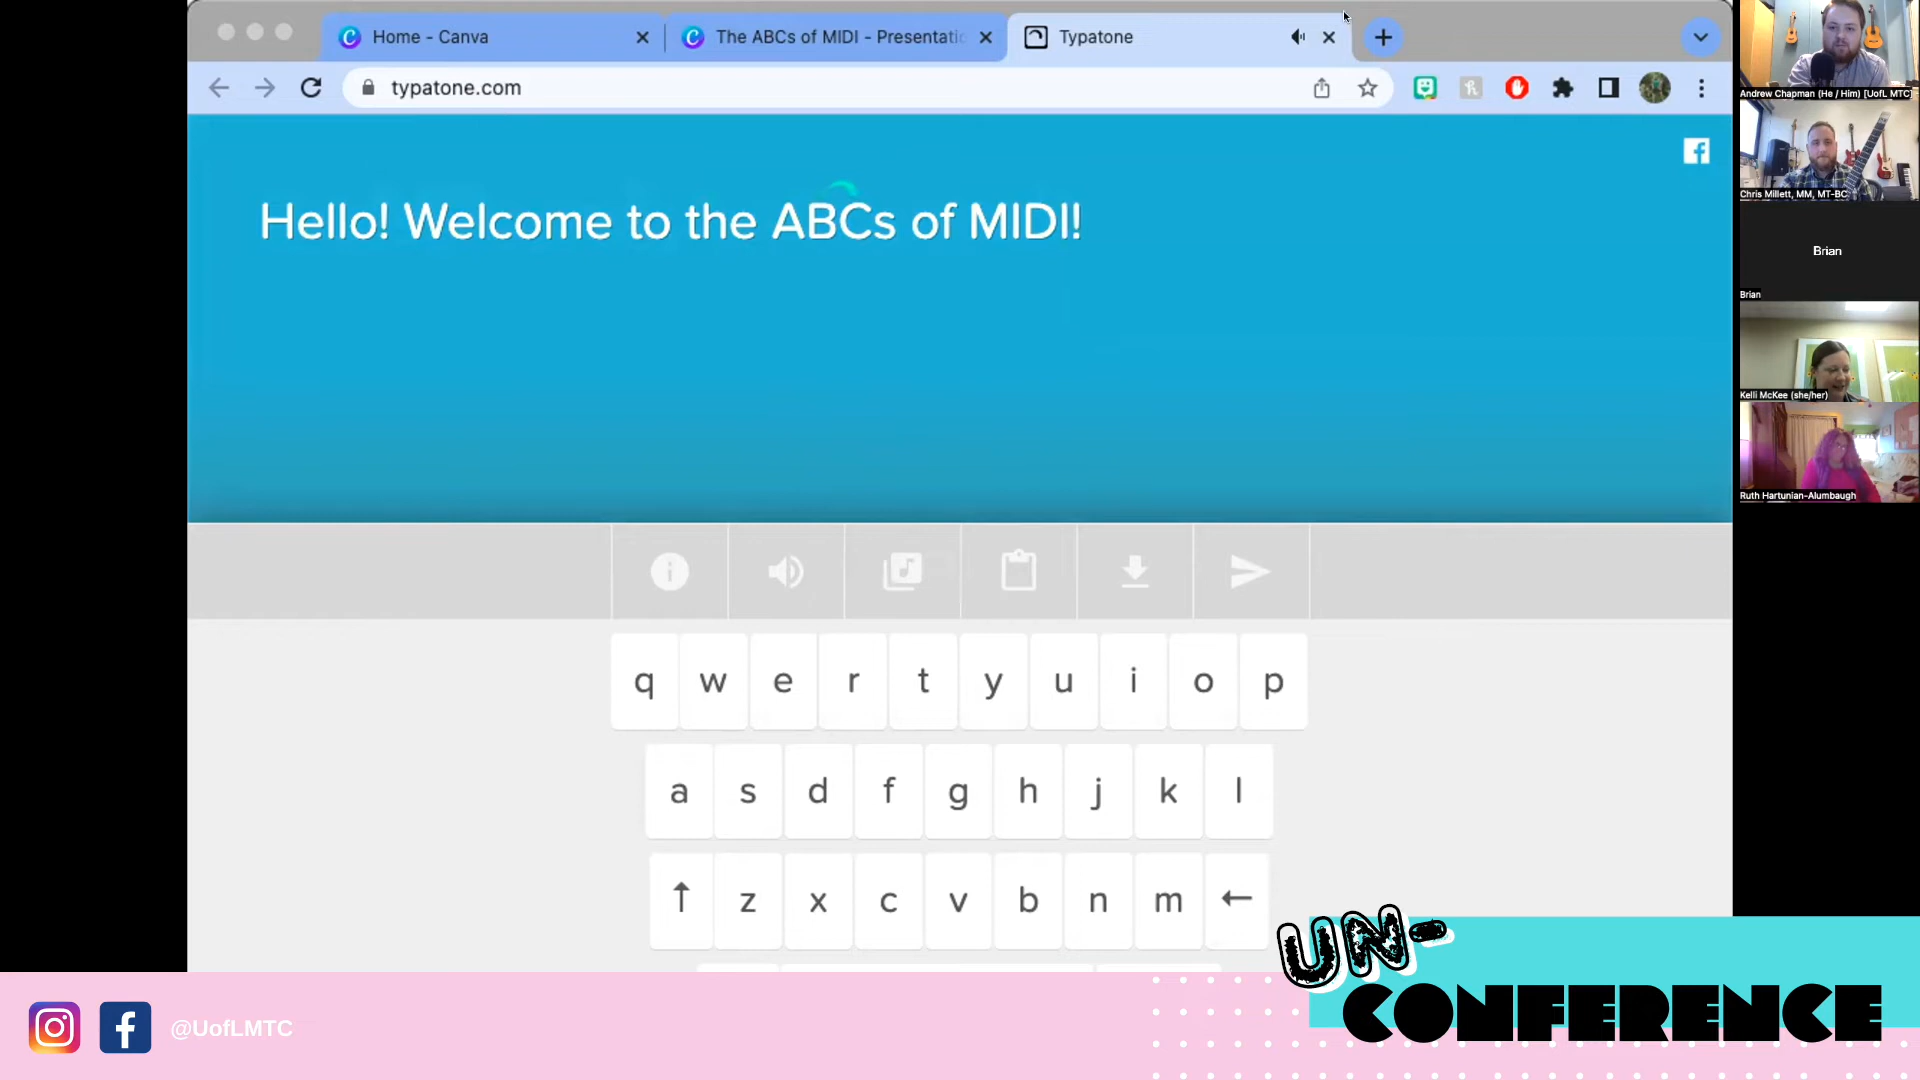 Home - Canva
The ABCs of MIDI - Presentatio
Typatone
typatone.com
Hello! Welcome to the ABCs of MIDI!
q w e r t y u i o p
a s d f g h j k l
z x c v b n m
Andrew Chapman (He / Him) [UofL MTC]
Chris Millett, MM, MT-BC
Brian
Brian
Kelli McKee (she/her)
Ruth Hartunian-Alumbaugh
@UofLMTC
UN-
CONFERENCE